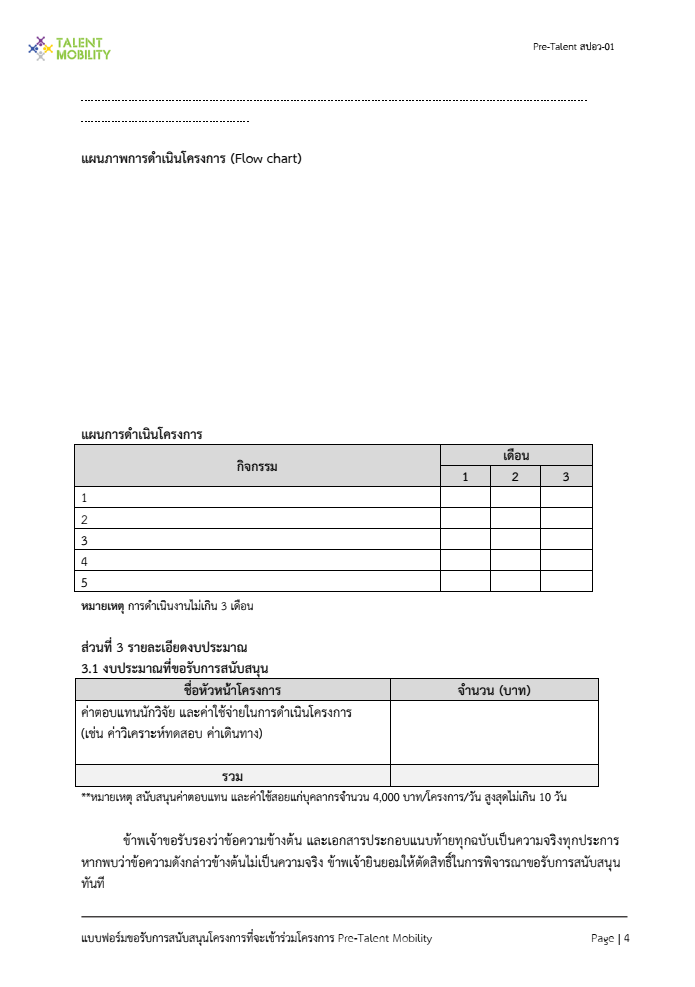 TALENT
MOBILITY
Pre-Talent สปอว-01
แผนภาพการดำเนินโครงการ (Flow chart)
แผนการดำเนินโครงการ
กิจกรรม
เดือน
1 2 3
1
2
3
4
5
หมายเหตุ การดำเนินงานไม่เกิน 3 เดือน
ส่วนที่ 3 รายละเอียดงบประมาณ
3.1 งบประมาณที่ขอรับการสนับสนุน
ชื่อหัวหน้าโครงการ จำนวน (บาท)
ค่าตอบแทนนักวิจัย และค่าใช้จ่ายในการดำเนินโครงการ
(เช่น ค่าวิเคราะห์ทดสอบ ค่าเดินทาง)
รวม
**หมายเหตุ สนับสนุนค่าตอบแทน และค่าใช้สอยแก่บุคลากรจำนวน 4,000 บาท/โครงการ/วัน สูงสุดไม่เกิน 10 วัน
ข้าพเจ้าขอรับรองว่าข้อความข้างต้น และเอกสารประกอบแนบท้ายทุกฉบับเป็นความจริงทุกประการ
หากพบว่าข้อความดังกล่าวข้างต้นไม่เป็นความจริง ข้าพเจ้ายินยอมให้ตัดสิทธิ์ในการพิจารณาขอรับการสนับสนุน
ทันที
แบบฟอร์มขอรับการสนับสนุนโครงการที่จะเข้าร่วมโครงการ Pre-Talent Mobility
Page | 4